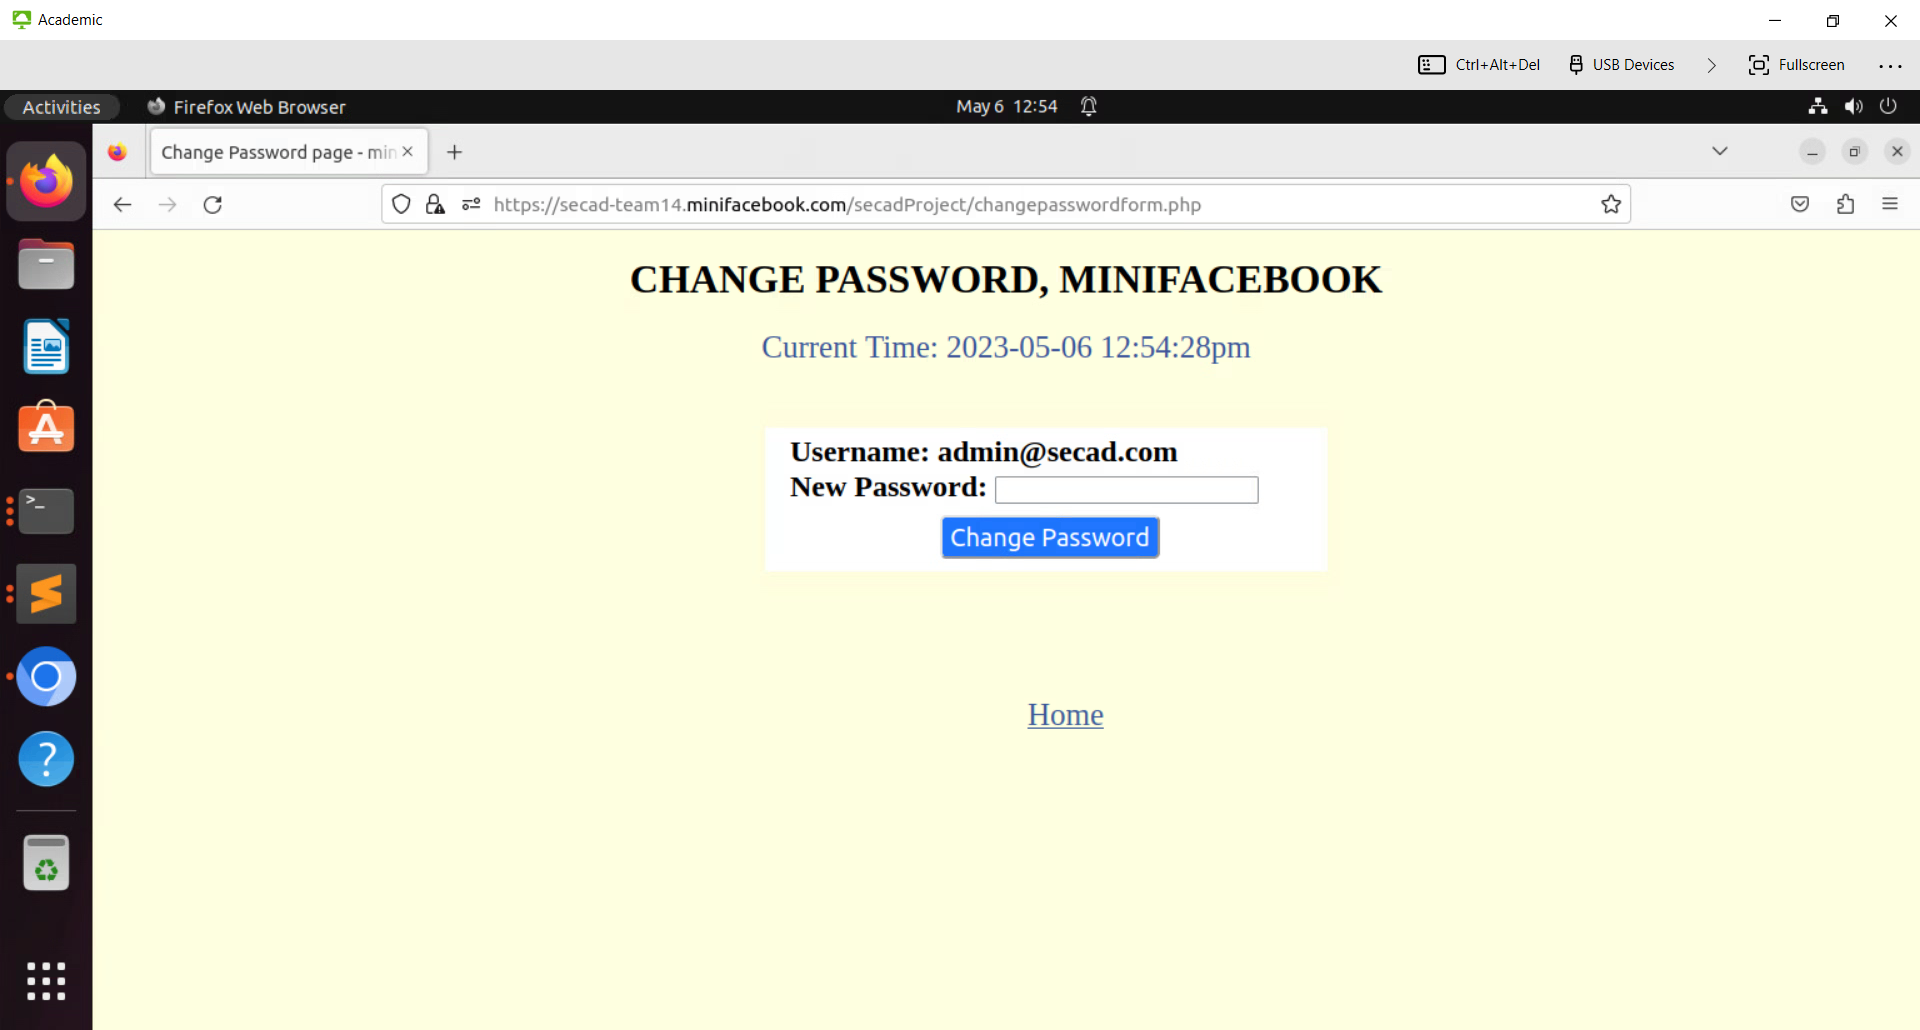 Academic
Ctrl+Alt+Del USB Devices Fullscreen
Activities Firefox Web Browser May 6 12:54
Change Password page - min
https://secad-team14.minifacebook.com/secadProject/changepasswordform.php
CHANGE PASSWORD, MINIFACEBOOK
Current Time: 2023-05-06 12:54:28pm
Username: admin@secad.com
New Password:
Change Password
Home